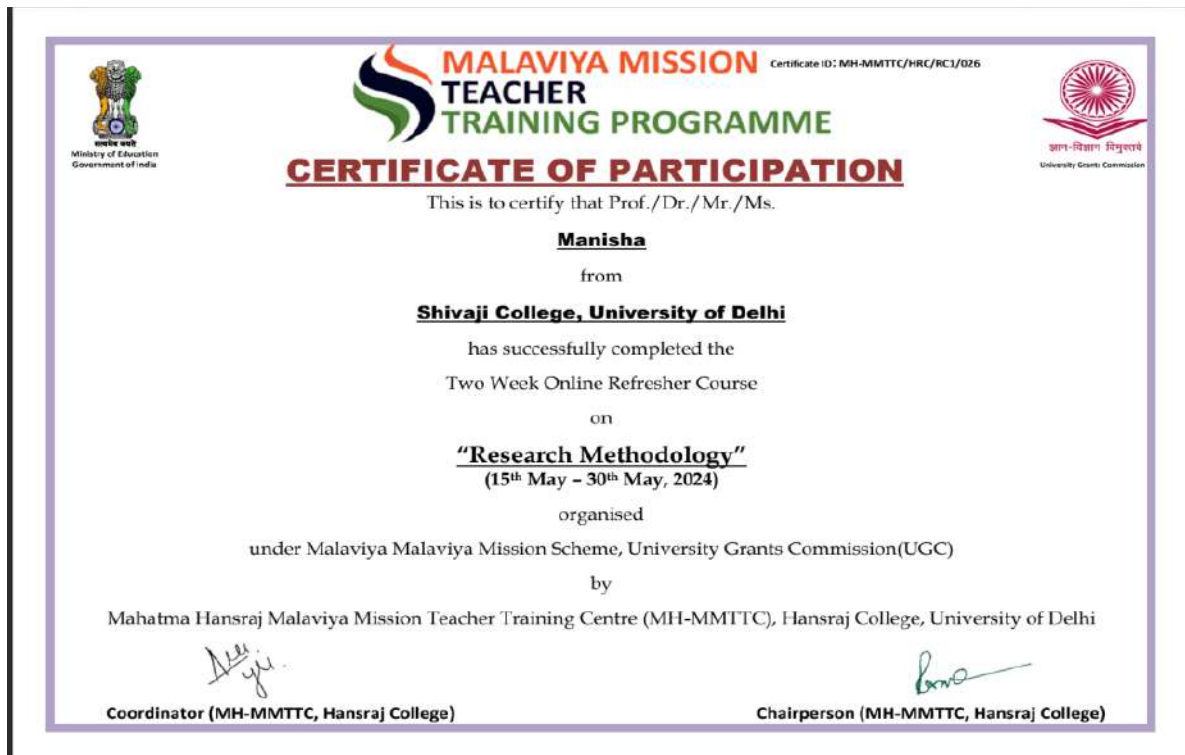 MALAVIYA MISSION
TEACHER
TRAINING PROGRAMME
Certificate ID: MH-MMTTC/HRC/RC1/026
सत्यमेव जयते
Ministry of Education
Government of India
ज्ञान-विज्ञान विमुक्तये
University Grants Commission
CERTIFICATE OF PARTICIPATION
This is to certify that Prof./Dr./Mr./Ms.
Manisha
from
Shivaji College, University of Delhi
has successfully completed the
Two Week Online Refresher Course
on
“Research Methodology”
(15th May – 30th May, 2024)
organised
under Malaviya Malaviya Mission Scheme, University Grants Commission(UGC)
by
Mahatma Hansraj Malaviya Mission Teacher Training Centre (MH-MMTTC), Hansraj College, University of Delhi
Coordinator (MH-MMTTC, Hansraj College)
Chairperson (MH-MMTTC, Hansraj College)